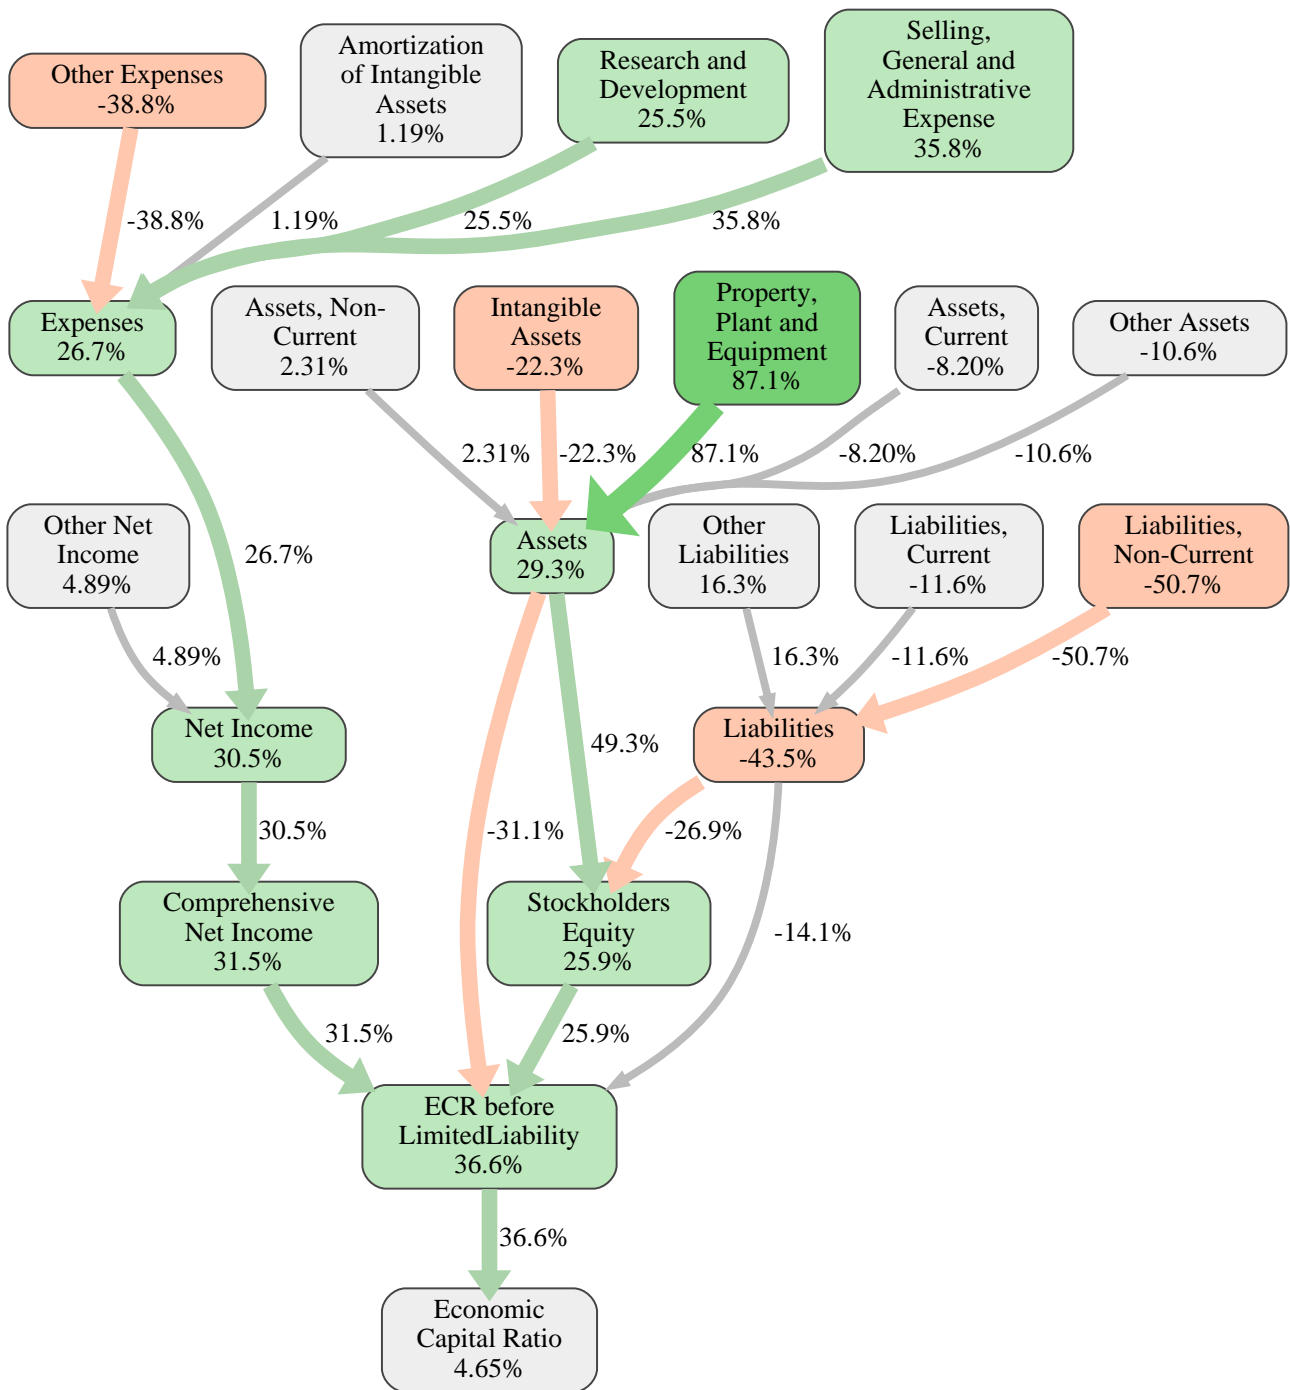 Other Expenses
-38.8%
Amortization
of Intangible
Assets
1.19%
Research and
Development
25.5%
Selling,
General and
Administrative
Expense
35.8%
-38.8%
1.19%
25.5%
35.8%
Expenses
26.7%
Assets, Non-
Current
2.31%
Intangible
Assets
-22.3%
Property,
Plant and
Equipment
87.1%
Assets,
Current
-8.20%
Other Assets
-10.6%
2.31%
-22.3%
87.1%
-8.20%
-10.6%
Other Net
Income
4.89%
26.7%
Assets
29.3%
Other
Liabilities
16.3%
Liabilities,
Current
-11.6%
Liabilities,
Non-Current
-50.7%
4.89%
16.3%
-11.6%
-50.7%
Net Income
30.5%
49.3%
Liabilities
-43.5%
30.5%
-31.1%
-26.9%
Comprehensive
Net Income
31.5%
Stockholders
Equity
25.9%
-14.1%
31.5%
25.9%
ECR before
LimitedLiability
36.6%
36.6%
Economic
Capital Ratio
4.65%